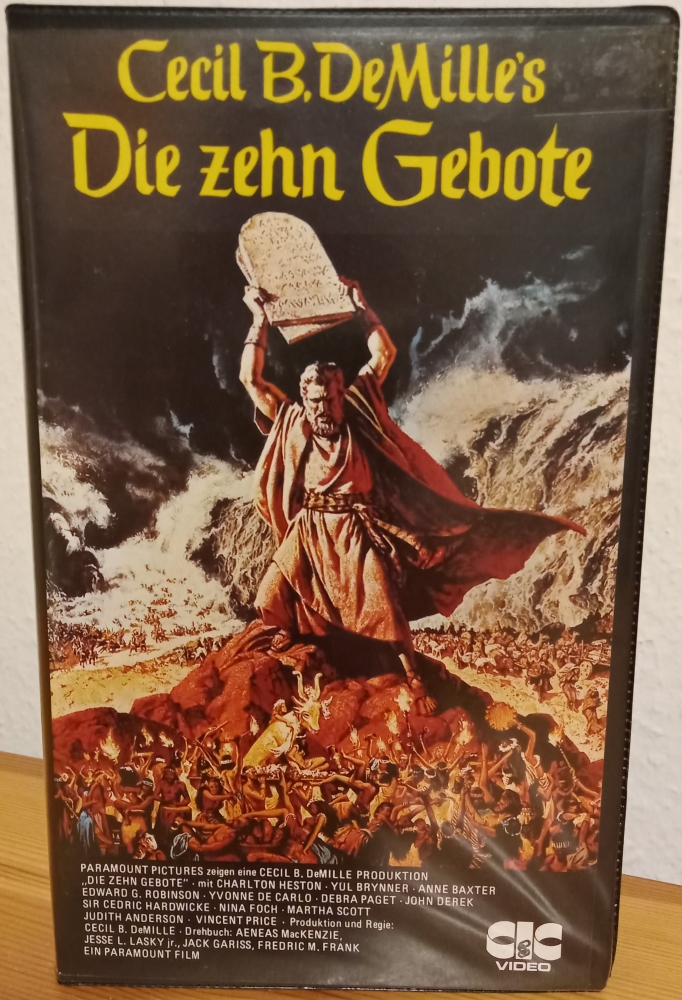 Cecil B. DeMille's
Die zehn Gebote
PARAMOUNT PICTURES zeigen eine CECIL B. DeMILLE PRODUKTION
„DIE ZEHN GEBOTE“ · mit CHARLTON HESTON · YUL BRYNNER · ANNE BAXTER
EDWARD G. ROBINSON · YVONNE DE CARLO · DEBRA PAGET · JOHN DEREK
SIR CEDRIC HARDWICKE · NINA FOCH · MARTHA SCOTT
JUDITH ANDERSON · VINCENT PRICE · Produktion und Regie:
CECIL B. DeMILLE · Drehbuch: AENEAS MacKENZIE,
JESSE L. LASKY jr., JACK GARISS, FREDRIC M. FRANK
EIN PARAMOUNT FILM
CIC
VIDEO